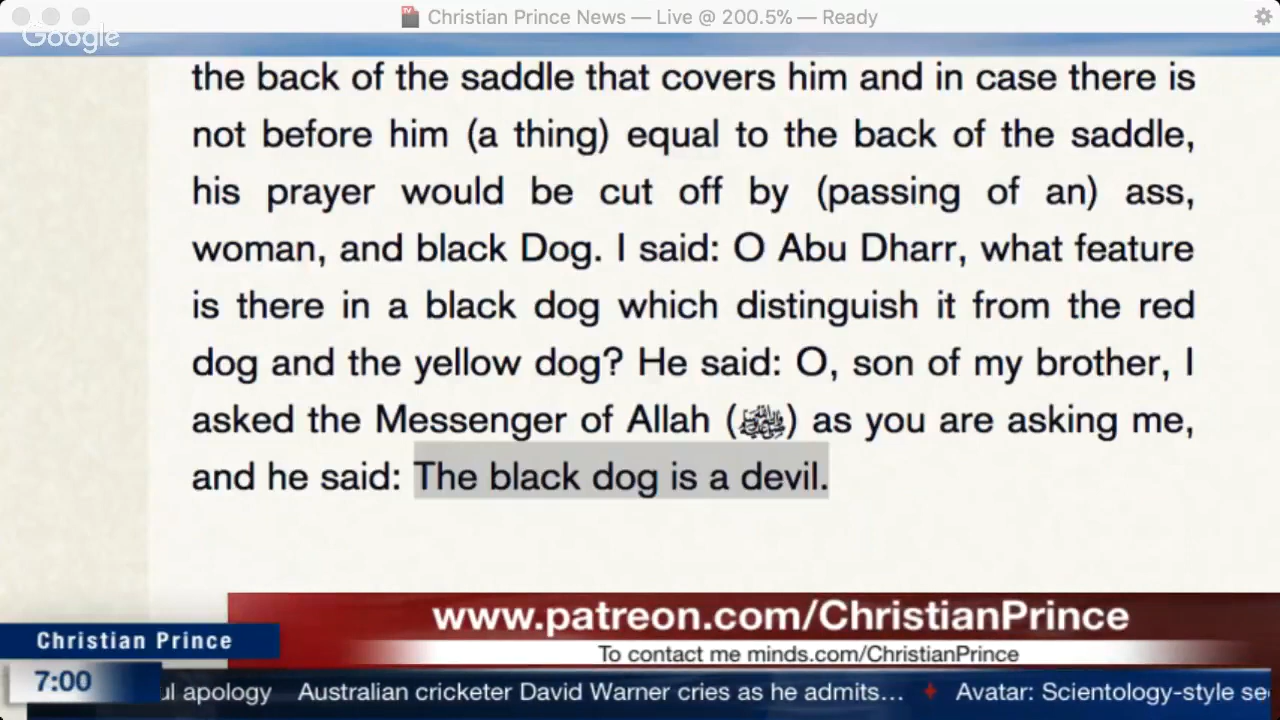 Christian Prince News — Live @ 200.5% — Ready
Google
the back of the saddle that covers him and in case there is
not before him (a thing) equal to the back of the saddle,
his prayer would be cut off by (passing of an) ass,
woman, and black Dog. I said: O Abu Dharr, what feature
is there in a black dog which distinguish it from the red
dog and the yellow dog? He said: O, son of my brother, I
asked the Messenger of Allah (ﷺ) as you are asking me,
and he said: The black dog is a devil.
www.patreon.com/ChristianPrince
Christian Prince
To contact me minds.com/ChristianPrince
7:00
ul apology Australian cricketer David Warner cries as he admits... Avatar: Scientology-style se